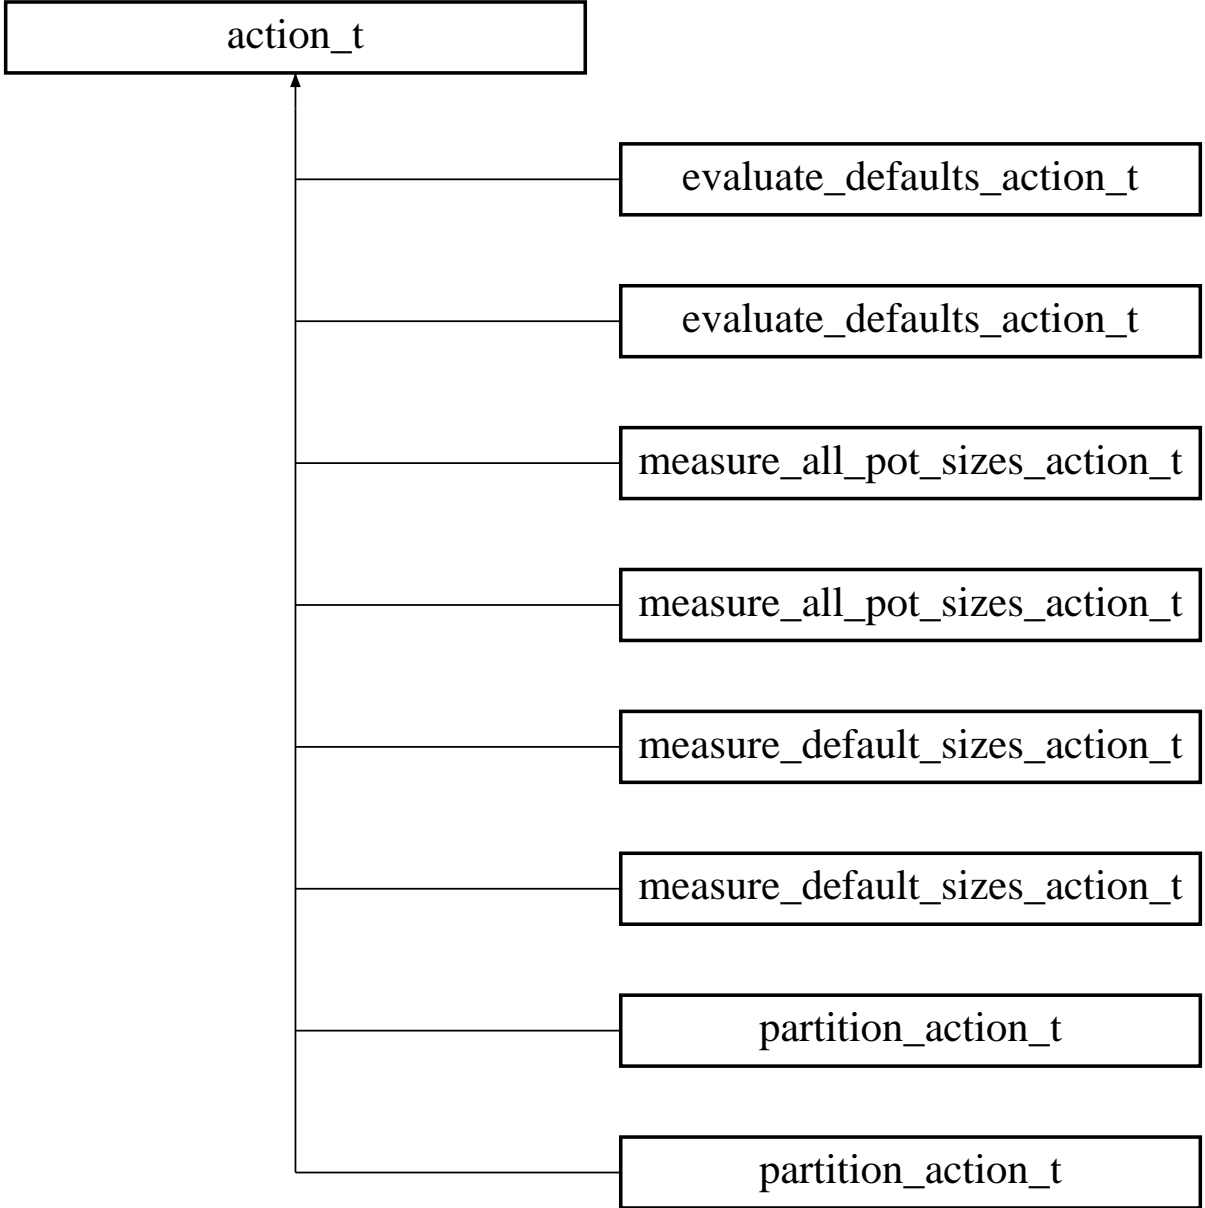 action_t
evaluate_defaults_action_t
evaluate_defaults_action_t
measure_all_pot_sizes_action_t
measure_all_pot_sizes_action_t
measure_default_sizes_action_t
measure_default_sizes_action_t
partition_action_t
partition_action_t